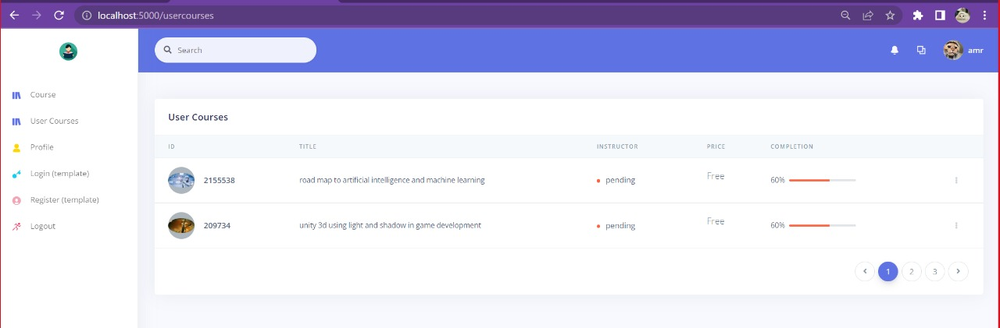 localhost:5000/usercourses
Search
amr
Course
User Courses
Profile
Login (template)
Register (template)
Logout
User Courses
ID TITLE INSTRUCTOR PRICE COMPLETION
2155538 road map to artificial intelligence and machine learning pending Free 60%
209734 unity 3d using light and shadow in game development pending Free 60%
1 2 3